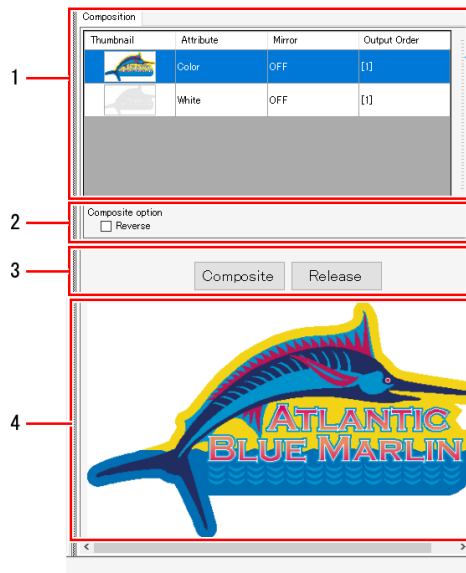 Composition
Thumbnail Attribute Mirror Output Order
1
Color OFF [1]
White OFF [1]
2
Composite option
Reverse
3
Composite Release
4
ATLANTIC
BLUE MARLIN